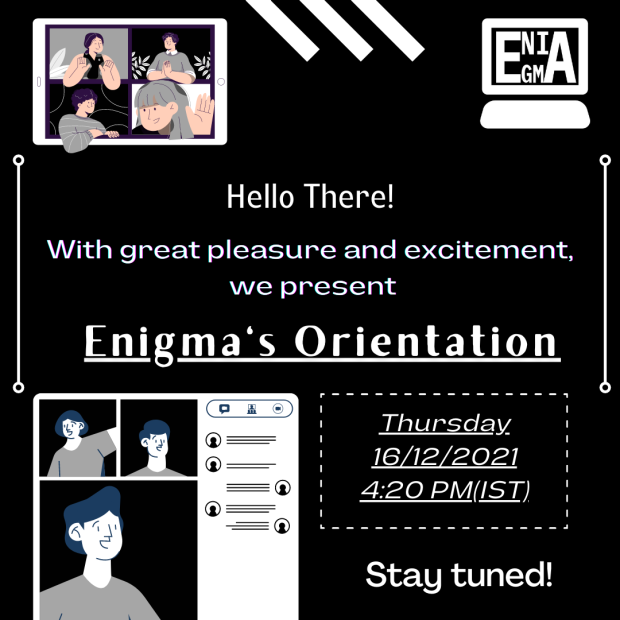 ENIGMA
Hello There!
With great pleasure and excitement,
we present
Enigma's Orientation
Thursday
16/12/2021
4:20 PM(IST)
Stay tuned!